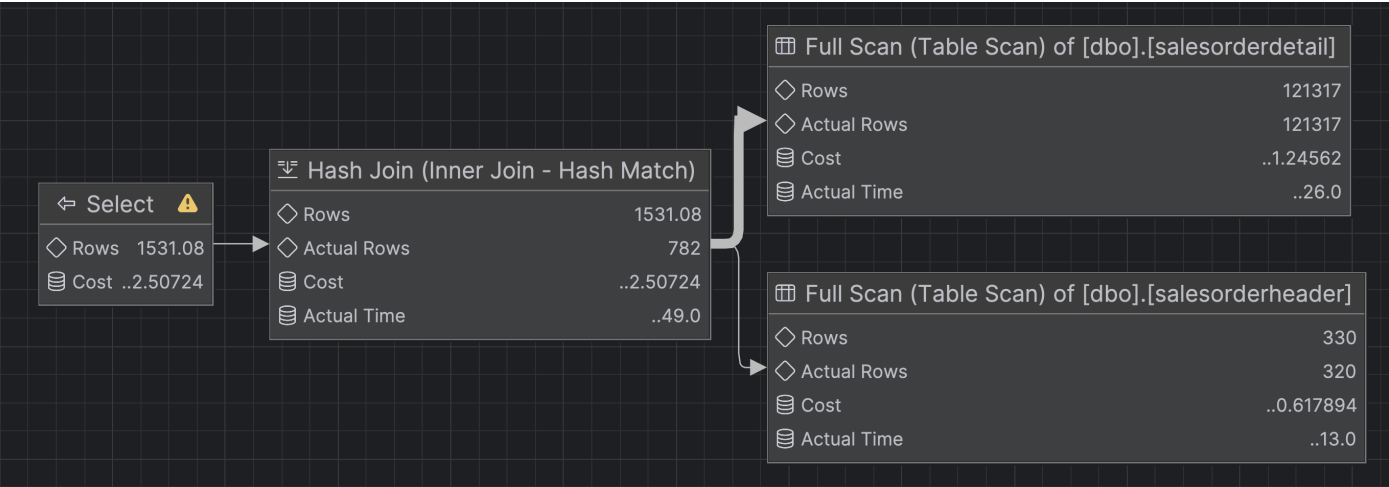 Select
Rows 1531.08
Cost ..2.50724
Hash Join (Inner Join - Hash Match)
Rows 1531.08
Actual Rows 782
Cost ..2.50724
Actual Time ..49.0
Full Scan (Table Scan) of [dbo].[salesorderdetail]
Rows 121317
Actual Rows 121317
Cost ..1.24562
Actual Time ..26.0
Full Scan (Table Scan) of [dbo].[salesorderheader]
Rows 330
Actual Rows 320
Cost ..0.617894
Actual Time ..13.0